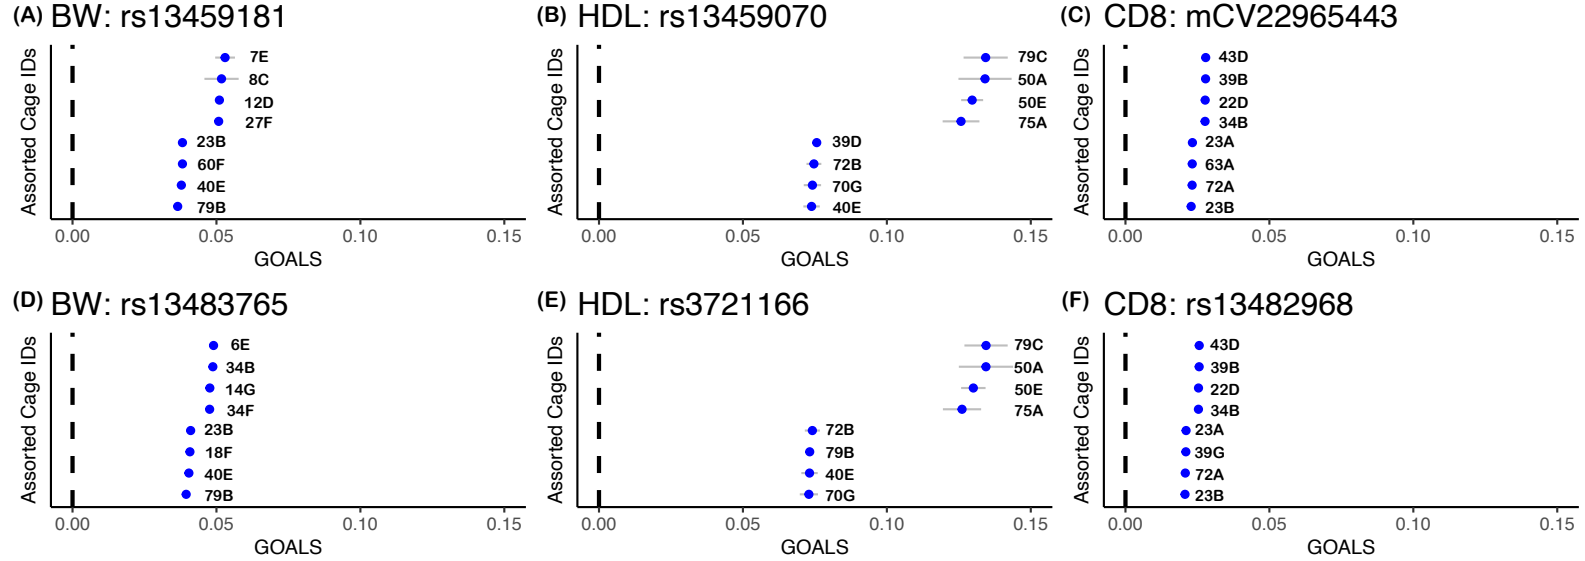 (A) BW: rs13459181
Assorted Cage IDs
7E
8C
12D
27F
23B
60F
40E
79B
0.00 0.05 0.10 0.15
GOALS
(B) HDL: rs13459070
Assorted Cage IDs
79C
50A
50E
75A
39D
72B
70G
40E
0.00 0.05 0.10 0.15
GOALS
(C) CD8: mCV22965443
Assorted Cage IDs
43D
39B
22D
34B
23A
63A
72A
23B
0.00 0.05 0.10 0.15
GOALS
(D) BW: rs13483765
Assorted Cage IDs
6E
34B
14G
34F
23B
18F
40E
79B
0.00 0.05 0.10 0.15
GOALS
(E) HDL: rs3721166
Assorted Cage IDs
79C
50A
50E
75A
72B
79B
40E
70G
0.00 0.05 0.10 0.15
GOALS
(F) CD8: rs13482968
Assorted Cage IDs
43D
39B
22D
34B
23A
39G
72A
23B
0.00 0.05 0.10 0.15
GOALS